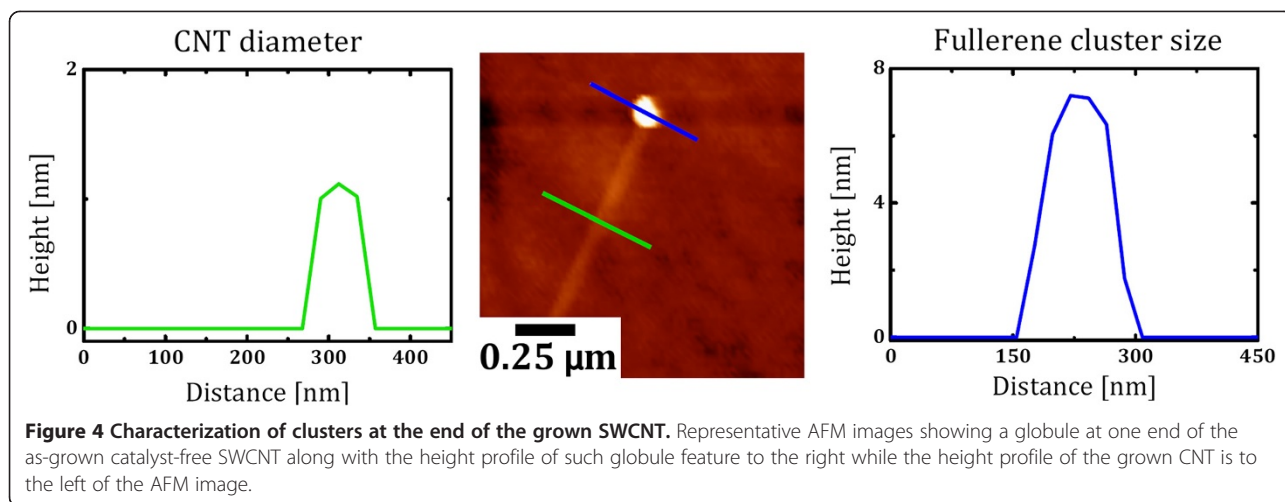 CNT diameter
2
0
Height [nm]
0 100 200 300 400
Distance [nm]
0.25 μm
Fullerene cluster size
8
4
0
Height [nm]
0 150 300 450
Distance [nm]
Figure 4 Characterization of clusters at the end of the grown SWCNT. Representative AFM images showing a globule at one end of the
as-grown catalyst-free SWCNT along with the height profile of such globule feature to the right while the height profile of the grown CNT is to
the left of the AFM image.